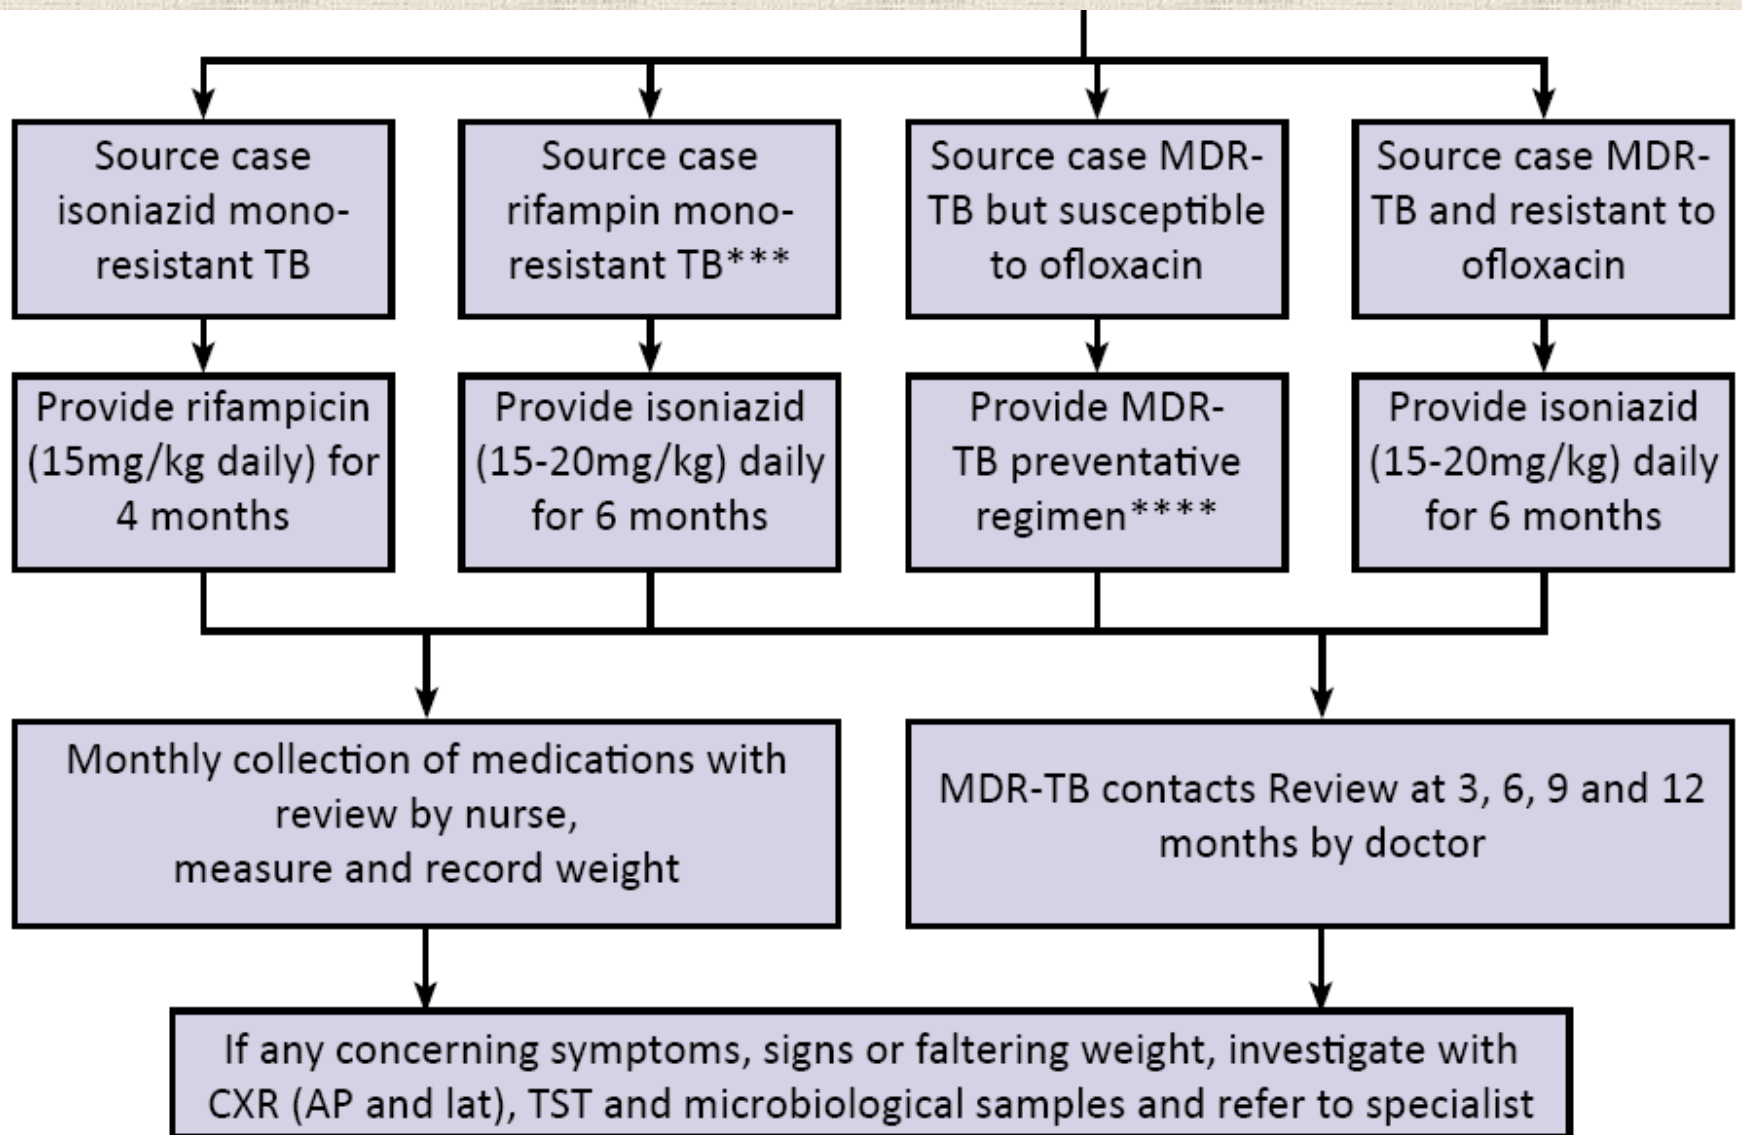 Source case
isoniazid mono-
resistant TB
Source case
rifampin mono-
resistant TB***
Source case MDR-
TB but susceptible
to ofloxacin
Source case MDR-
TB and resistant to
ofloxacin
Provide rifampicin
(15mg/kg daily) for
4 months
Provide isoniazid
(15-20mg/kg) daily
for 6 months
Provide MDR-
TB preventative
regimen****
Provide isoniazid
(15-20mg/kg) daily
for 6 months
Monthly collection of medications with
review by nurse,
measure and record weight
MDR-TB contacts Review at 3, 6, 9 and 12
months by doctor
If any concerning symptoms, signs or faltering weight, investigate with
CXR (AP and lat), TST and microbiological samples and refer to specialist